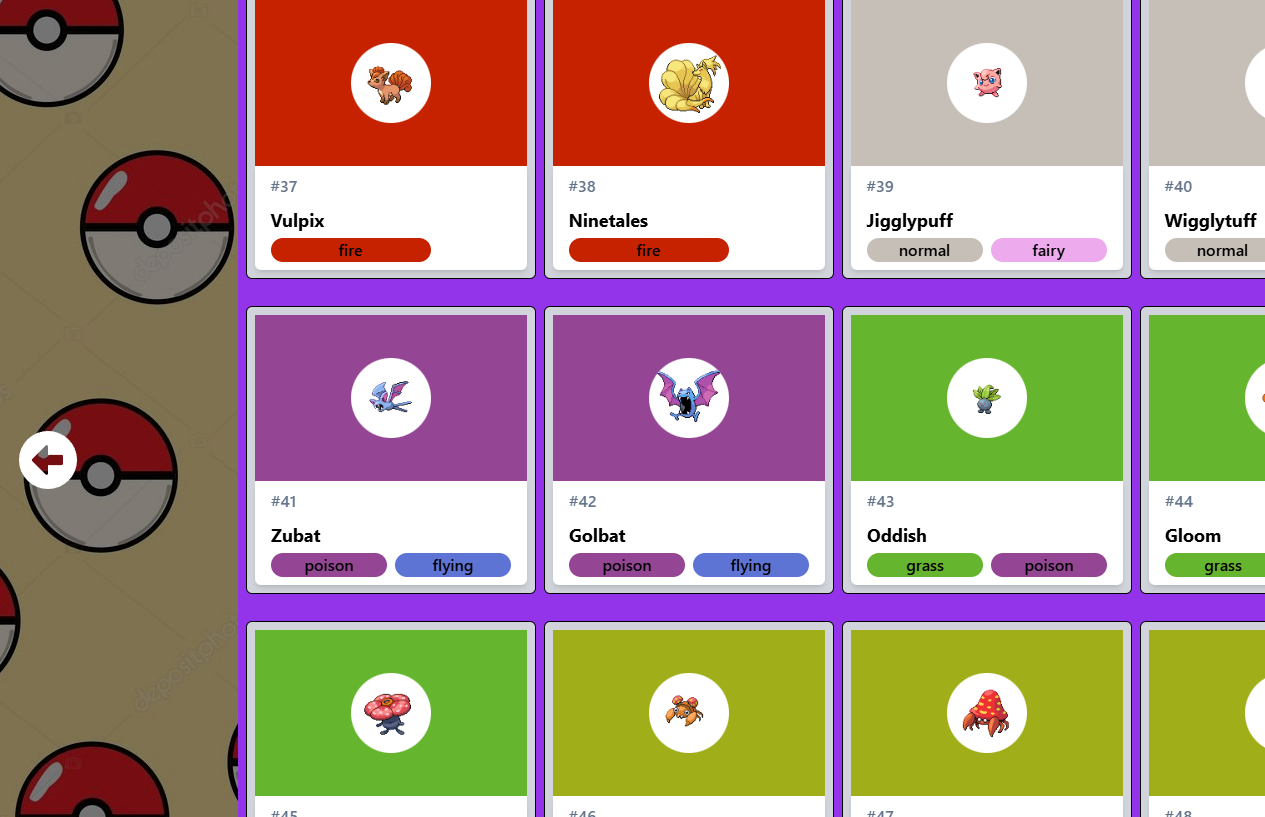 #37
Vulpix
fire
#38
Ninetales
fire
#39
Jigglypuff
normal fairy
#40
Wigglytuff
normal
#41
Zubat
poison flying
#42
Golbat
poison flying
#43
Oddish
grass poison
#44
Gloom
grass
#45
#46
#47
#48
depositphotos